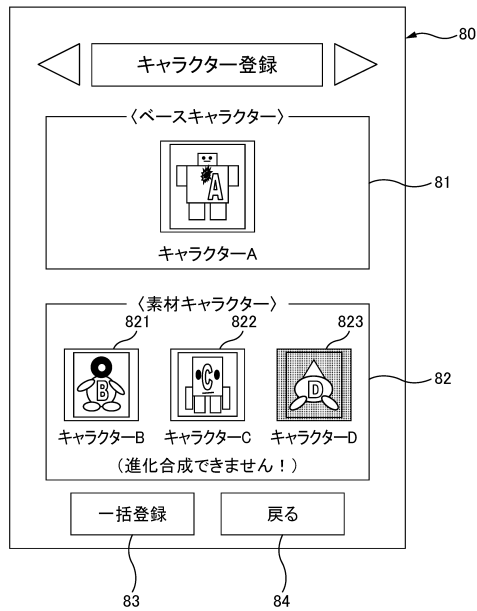 80
キャラクター登録
〈ベースキャラクター〉
A
81
キャラクターA
〈素材キャラクター〉
821 822 823
B C D
82
キャラクターB キャラクターC キャラクターD
(進化合成できません!)
一括登録 戻る
83 84